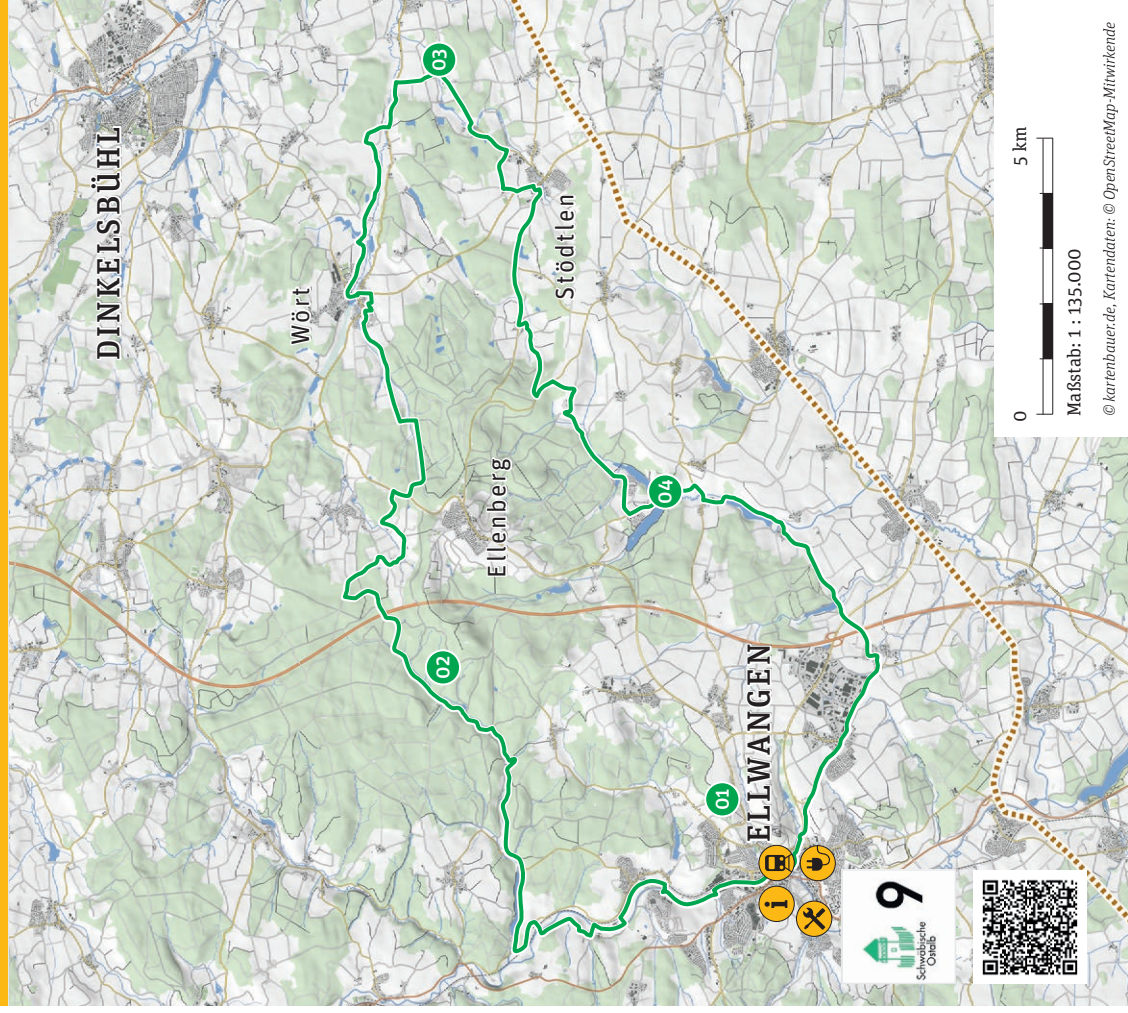 DINKELSBÜHL
Wört
03
02
Ellenberg
Stödtlen
04
01
ELLWANGEN
i
Schwäbische
Ostalb
9
0
5 km
Maßstab: 1 : 135.000
© kartenbauer.de, Kartendaten: © OpenStreetMap-Mitwirkende